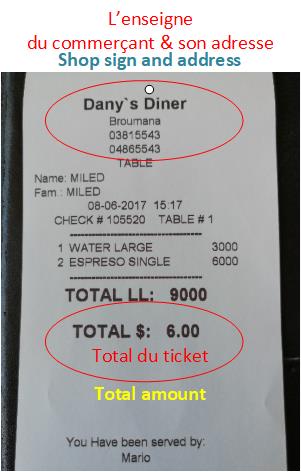 L'enseigne
du commerçant & son adresse
Shop sign and address
Dany`s Diner
Broumana
03815543
04865543
TABLE
Name: MILED
Fam.: MILED
08-06-2017 15:17
CHECK # 105520 TABLE # 1
--------------------------------
1 WATER LARGE 3000
2 ESPRESO SINGLE 6000
--------------------------------
TOTAL LL: 9000
TOTAL $: 6.00
Total du ticket
Total amount
You Have been served by:
Mario